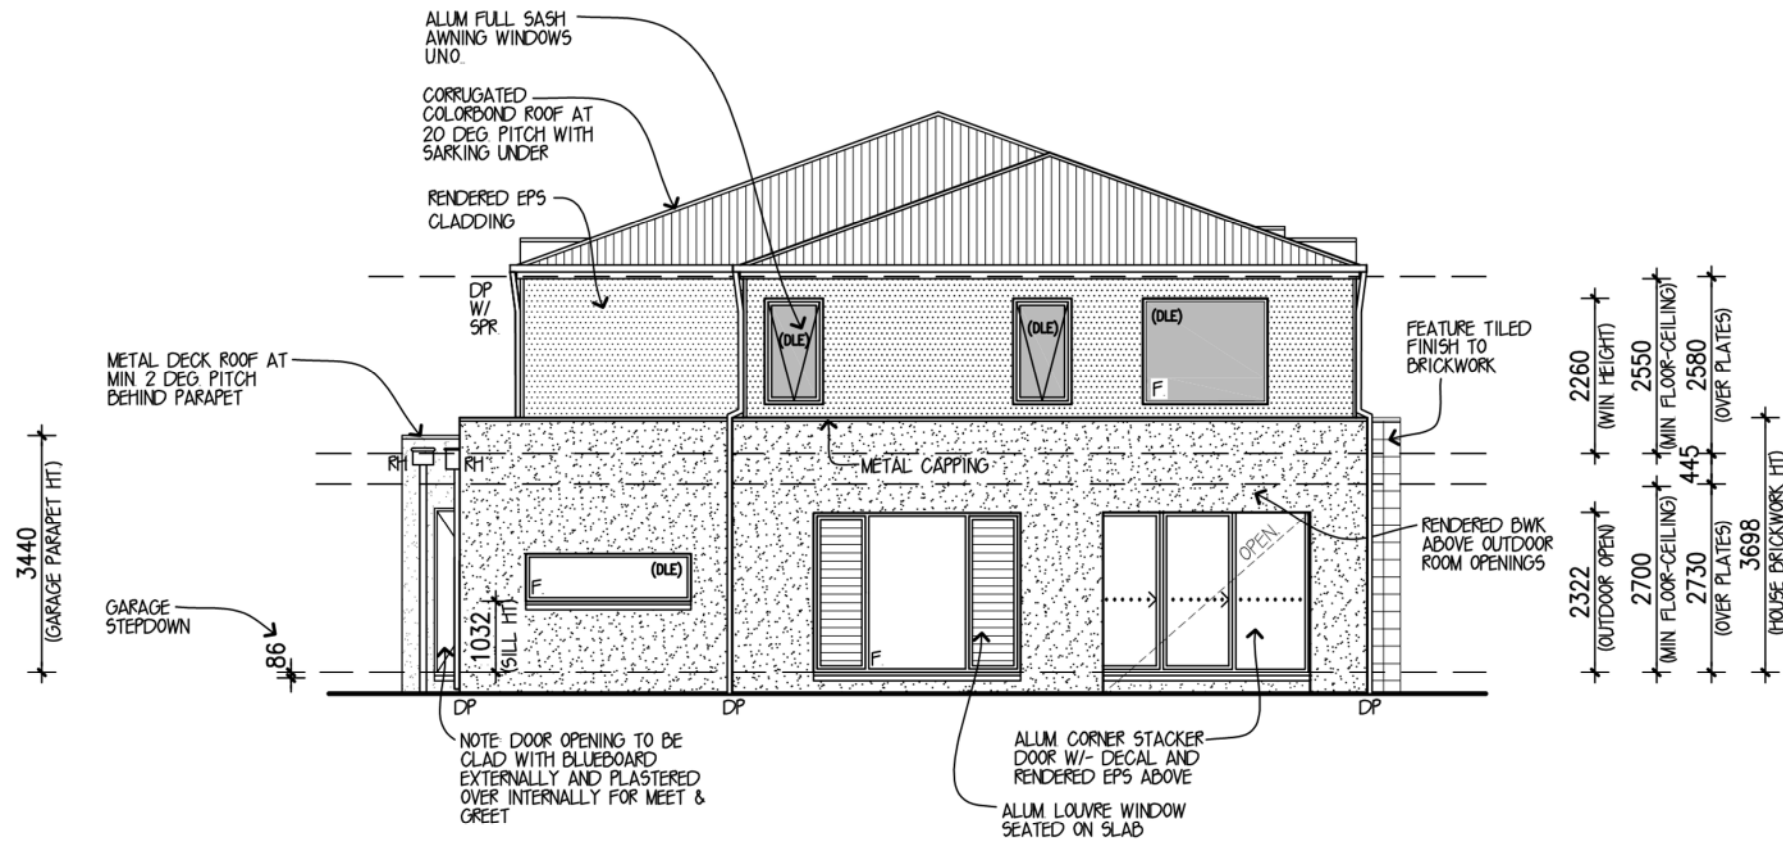 ALUM FULL SASH
AWNING WINDOWS
U.N.O.
CORRUGATED
COLORBOND ROOF AT
20 DEG. PITCH WITH
SARKING UNDER
RENDERED EPS
CLADDING
DP
W/
SPR.
METAL DECK ROOF AT
MIN. 2 DEG. PITCH
BEHIND PARAPET
RH
RH
3440
(GARAGE PARAPET HT)
GARAGE
STEPDOWN
86
(DLE)
(DLE)
(DLE)
F.
METAL CAPPING
(DLE)
F.
1032
(SILL HT)
F.
OPEN
FEATURE TILED
FINISH TO
BRICKWORK
RENDERED BWK
ABOVE OUTDOOR
ROOM OPENINGS
2260
(WIN HEIGHT)
2550
(MIN FLOOR-CEILING)
2580
(OVER PLATES)
445
2322
(OUTDOOR OPEN)
2700
(MIN FLOOR-CEILING)
2730
(OVER PLATES)
3698
(HOUSE BRICKWORK HT)
DP
DP
DP
NOTE: DOOR OPENING TO BE
CLAD WITH BLUEBOARD
EXTERNALLY AND PLASTERED
OVER INTERNALLY FOR MEET &
GREET
ALUM. CORNER STACKER
DOOR W/- DECAL AND
RENDERED EPS ABOVE
ALUM. LOUVRE WINDOW
SEATED ON SLAB